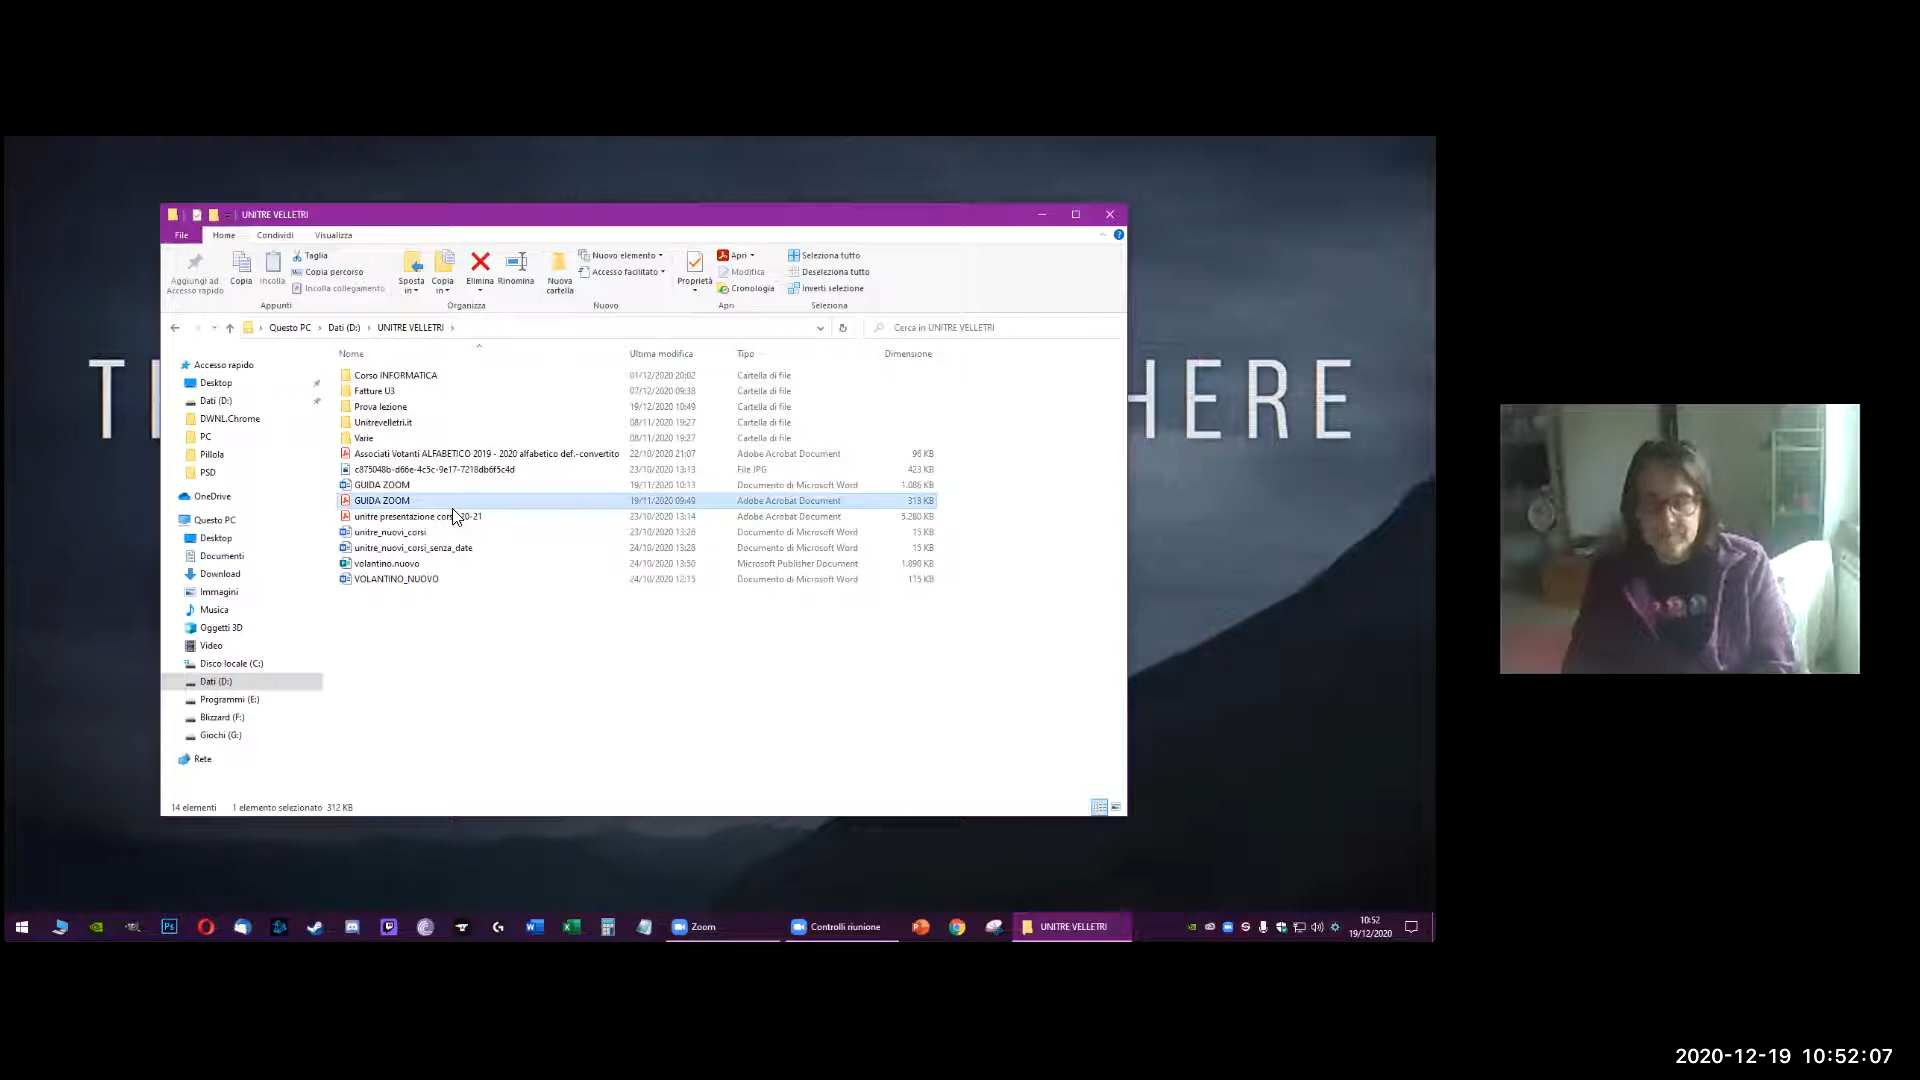 UNITRE VELLETRI
File Home Condividi Visualizza
Aggiungi ad Accesso rapido
Copia
Incolla
Taglia
Copia percorso
Incolla collegamento
Appunti
Sposta in
Copia in
Elimina
Rinomina
Organizza
Nuova cartella
Nuovo elemento
Accesso facilitato
Nuovo
Proprietà
Apri
Modifica
Cronologia
Apri
Seleziona tutto
Deseleziona tutto
Inverti selezione
Seleziona
Questo PC > Dati (D:) > UNITRE VELLETRI >
Cerca in UNITRE VELLETRI
Accesso rapido
Desktop
Dati (D:)
DWNL.Chrome
PC
Pillola
PSD
OneDrive
Questo PC
Desktop
Documenti
Download
Immagini
Musica
Oggetti 3D
Video
Disco locale (C:)
Dati (D:)
Programmi (E:)
Blizzard (F:)
Giochi (G:)
Rete
Nome Ultima modifica Tipo Dimensione
Corso INFORMATICA 01/12/2020 20:02 Cartella di file
Fatture U3 07/12/2020 09:38 Cartella di file
Prova lezione 19/12/2020 10:49 Cartella di file
Unitrevelletri.it 08/11/2020 19:27 Cartella di file
Varie 08/11/2020 19:27 Cartella di file
Associati Votanti ALFABETICO 2019 - 2020 alfabetico def.-convertito 22/10/2020 21:07 Adobe Acrobat Document 96 KB
c875048b-d66e-4c5c-9e17-7218db6f5c4d 23/10/2020 13:13 File JPG 423 KB
GUIDA ZOOM 19/11/2020 10:13 Documento di Microsoft Word 1.086 KB
GUIDA ZOOM 19/11/2020 09:49 Adobe Acrobat Document 313 KB
unitre presentazione 20-21 23/10/2020 13:14 Adobe Acrobat Document 5.280 KB
unitre_nuovi_corsi 23/10/2020 13:26 Documento di Microsoft Word 15 KB
unitre_nuovi_corsi_senza_date 24/10/2020 13:28 Documento di Microsoft Word 15 KB
volantino.nuovo 24/10/2020 13:50 Microsoft Publisher Document 1.890 KB
VOLANTINO_NUOVO 24/10/2020 12:15 Documento di Microsoft Word 115 KB
14 elementi 1 elemento selezionato 312 KB
T HERE
Ps
Zoom
Controlli riunione
UNITRE VELLETRI
10:52
19/12/2020
2020-12-19 10:52:07